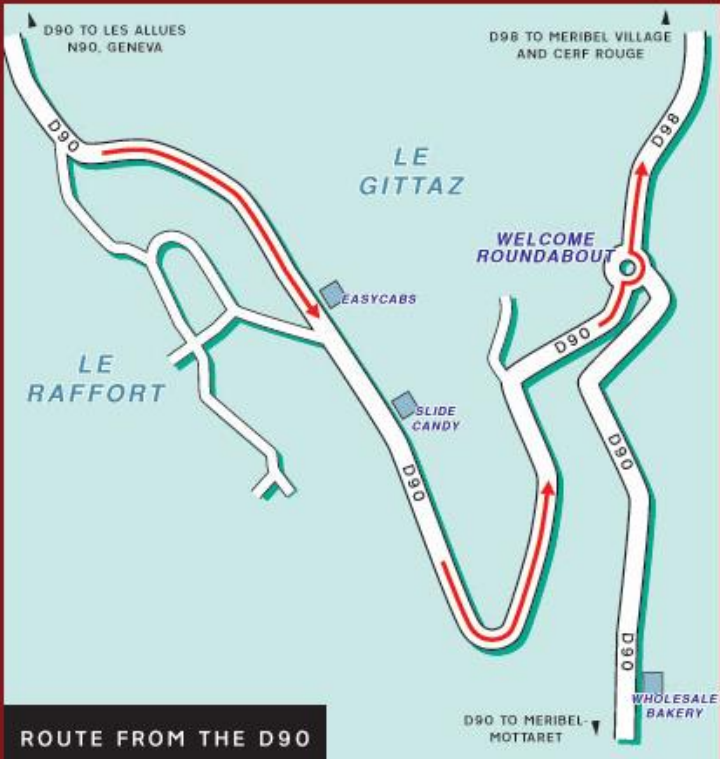 D90 TO LES ALLUES
N90, GENEVA
D98 TO MERIBEL VILLAGE
AND CERF ROUGE
D90
D98
LE
GITTAZ
WELCOME
ROUNDABOUT
EASYCABS
D90
LE
RAFFORT
SLIDE
CANDY
D90
D90
D90
WHOLESALE
BAKERY
D90 TO MERIBEL-
MOTTARET
ROUTE FROM THE D90